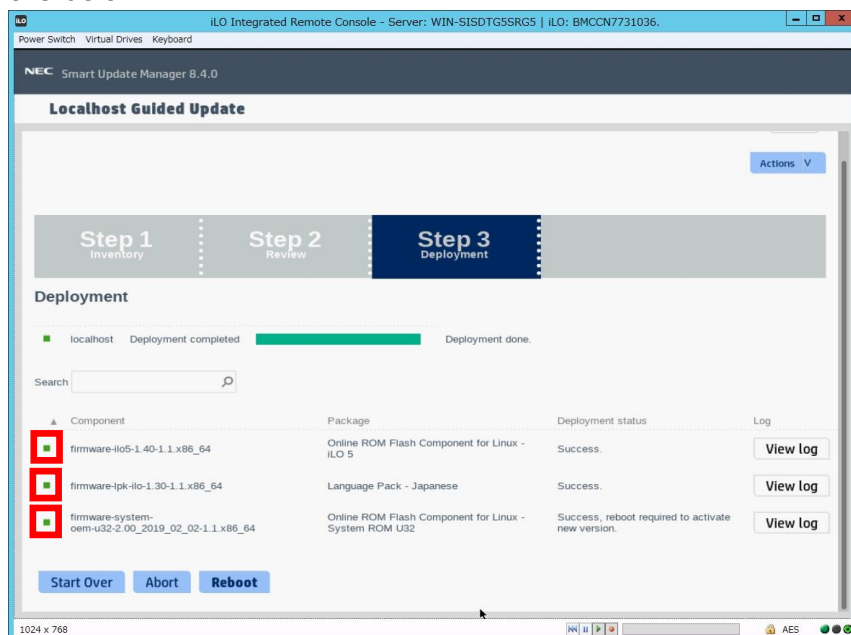 iLO Integrated Remote Console - Server: WIN-SISDTG5SRG5 | iLO: BMCCN7731036.
Power Switch Virtual Drives Keyboard
NEC Smart Update Manager 8.4.0
Localhost Guided Update
Actions
Step 1
Inventory
Step 2
Review
Step 3
Deployment
Deployment
localhost Deployment completed Deployment done.
Search
Component Package Deployment status Log
firmware-ilo5-1.40-1.1.x86_64
Online ROM Flash Component for Linux -
iLO 5
Success.
View log
firmware-lpk-ilo-1.30-1.1.x86_64
Language Pack - Japanese
Success.
View log
firmware-system-
oem-u32-2.00_2019_02_02-1.1.x86_64
Online ROM Flash Component for Linux -
System ROM U32
Success, reboot required to activate
new version.
View log
Start Over Abort Reboot
1024 x 768 AES